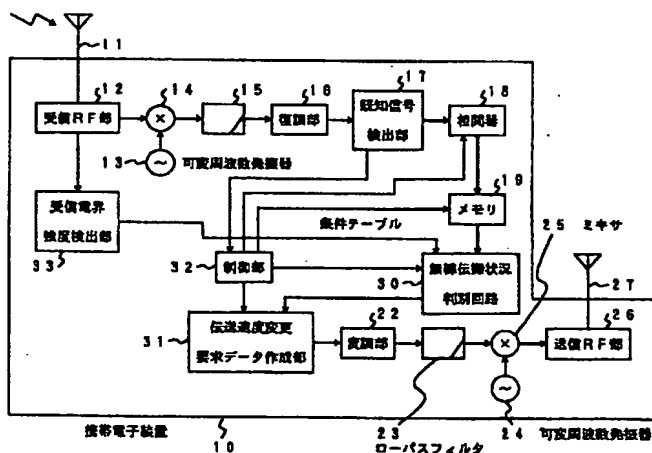 11
12
14
15
16
17
18
受信RF部
×
復調部
既知信号
検出部
相関器
13
~
可変周波数発振器
19
メモリ
25
ミキサ
受信電界
強度検出部
33
条件テーブル
32
制御部
30
無線伝搬状況
判別回路
27
31
伝送速度変更
要求データ作成部
22
変調部
×
26
送信RF部
~
携帯電子装置
10
23
ローパスフィルタ
24
可変周波数発振器